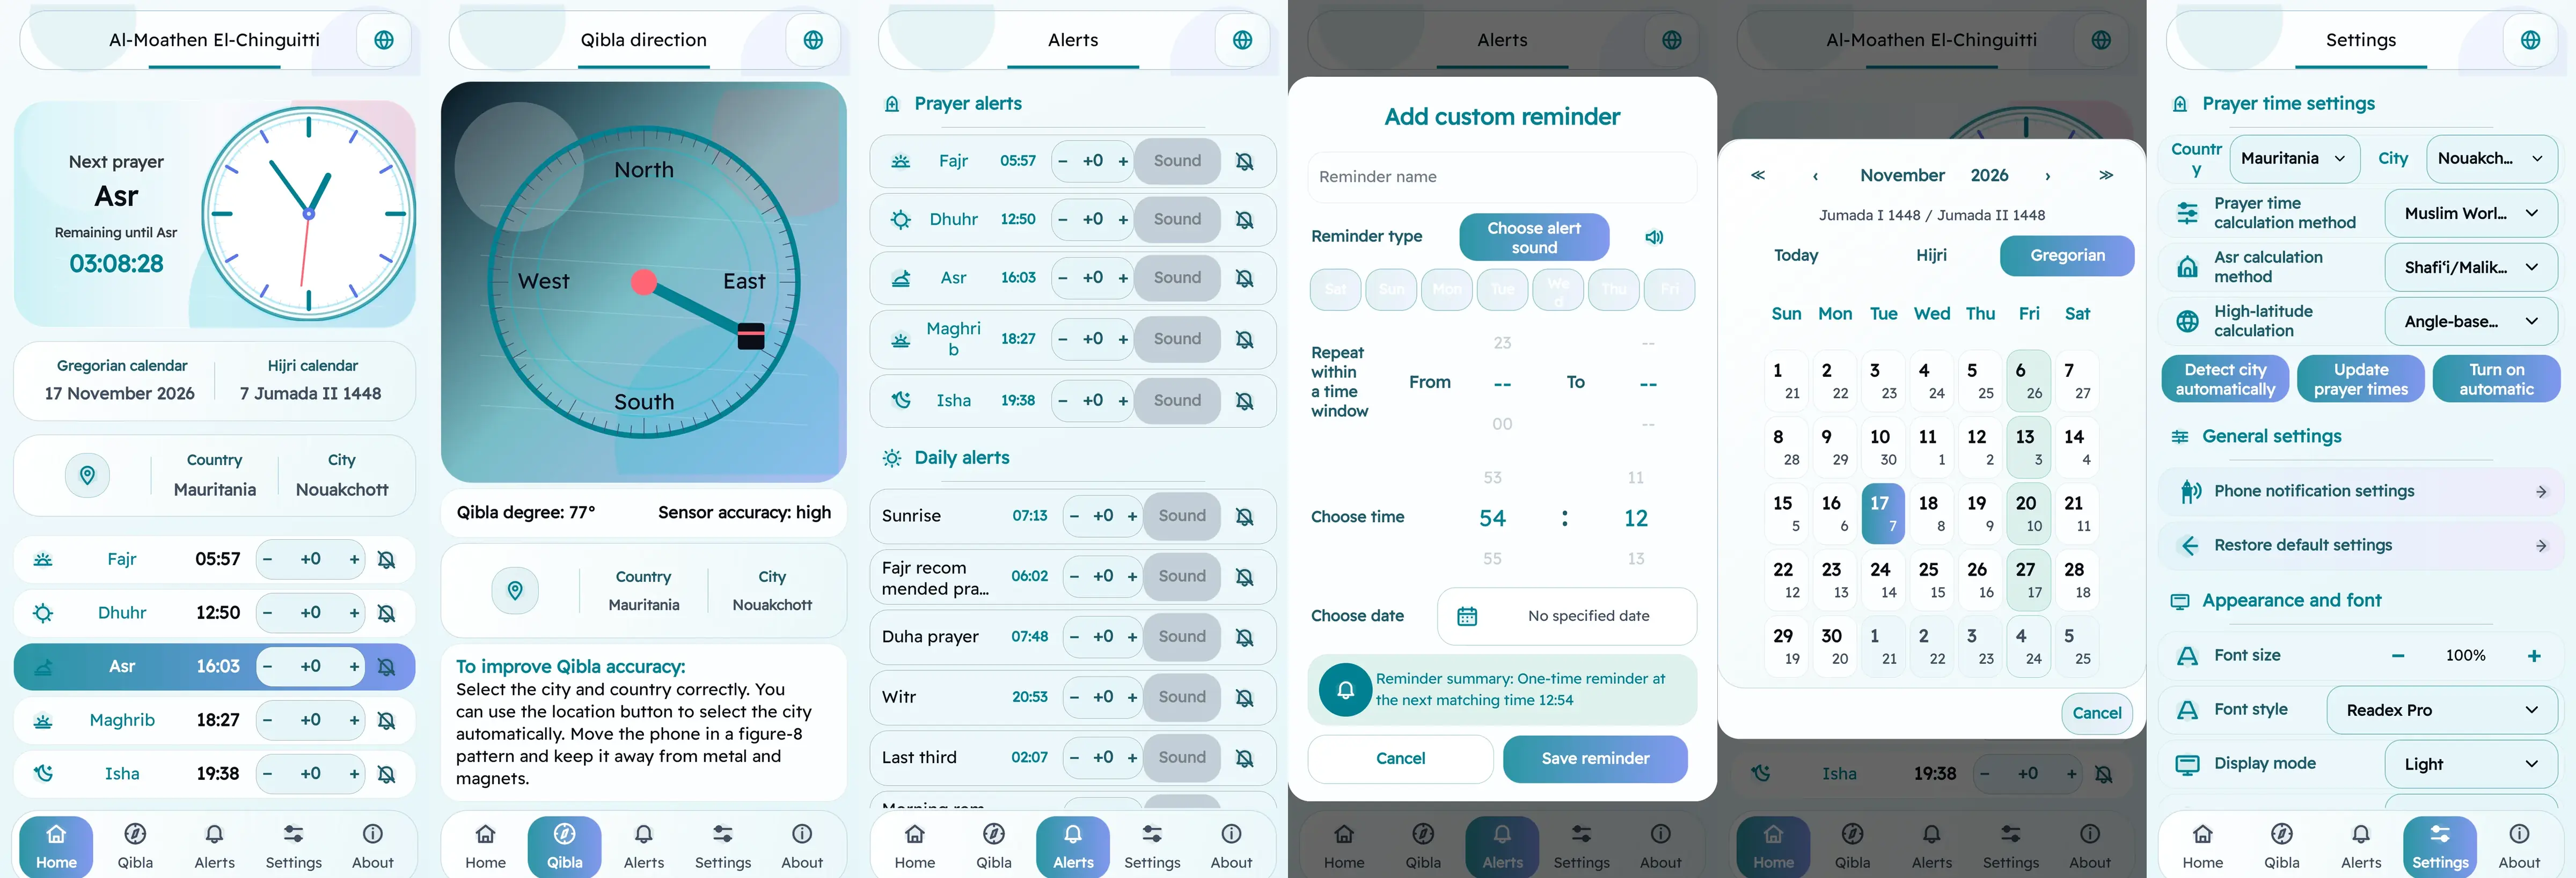 Al-Moathen El-Chinguitti
Next prayer
Asr
Remaining until Asr
03:08:28
Gregorian calendar
17 November 2026
Hijri calendar
7 Jumada II 1448
Country
Mauritania
City
Nouakchott
Fajr 05:57 − +0 +
Dhuhr 12:50 − +0 +
Asr 16:03 − +0 +
Maghrib 18:27 − +0 +
Isha 19:38 − +0 +
Home Qibla Alerts Settings About
Qibla direction
North
West East
South
Qibla degree: 77° Sensor accuracy: high
Country
Mauritania
City
Nouakchott
To improve Qibla accuracy:
Select the city and country correctly. You
can use the location button to select the city
automatically. Move the phone in a figure-8
pattern and keep it away from metal and
magnets.
Home Qibla Alerts Settings About
Alerts
Prayer alerts
Fajr 05:57 − +0 + Sound
Dhuhr 12:50 − +0 + Sound
Asr 16:03 − +0 + Sound
Maghri
b 18:27 − +0 + Sound
Isha 19:38 − +0 + Sound
Daily alerts
Sunrise 07:13 − +0 + Sound
Fajr recom
mended pra... 06:02 − +0 + Sound
Duha prayer 07:48 − +0 + Sound
Witr 20:53 − +0 + Sound
Last third 02:07 − +0 + Sound
Morning rem
Home Qibla Alerts Settings About
Alerts
Add custom reminder
Reminder name
Reminder type
Choose alert
sound
Sat Sun Mon Tue We
d Thu Fri
Repeat
within
a time
window
From
23
--
00
To
--
--
--
Choose time
53 11
54 : 12
55 13
Choose date
No specified date
Reminder summary: One-time reminder at
the next matching time 12:54
Cancel Save reminder
Home Qibla Alerts Settings About
Al-Moathen El-Chinguitti
≪ ‹ November 2026 › ≫
Jumada I 1448 / Jumada II 1448
Today Hijri Gregorian
Sun Mon Tue Wed Thu Fri Sat
1 2 3 4 5 6 7
21 22 23 24 25 26 27
8 9 10 11 12 13 14
28 29 30 1 2 3 4
15 16 17 18 19 20 21
5 6 7 8 9 10 11
22 23 24 25 26 27 28
12 13 14 15 16 17 18
29 30 1 2 3 4 5
19 20 21 22 23 24 25
Cancel
Isha 19:38 − +0 +
Home Qibla Alerts Settings About
Settings
Prayer time settings
Countr
y
Mauritania
City
Nouakch...
Prayer time
calculation method
Muslim Worl...
Asr calculation
method
Shafi'i/Malik...
High-latitude
calculation
Angle-base...
Detect city
automatically
Update
prayer times
Turn on
automatic
General settings
Phone notification settings
Restore default settings
Appearance and font
Font size − 100% +
Font style Readex Pro
Display mode Light
Home Qibla Alerts Settings About